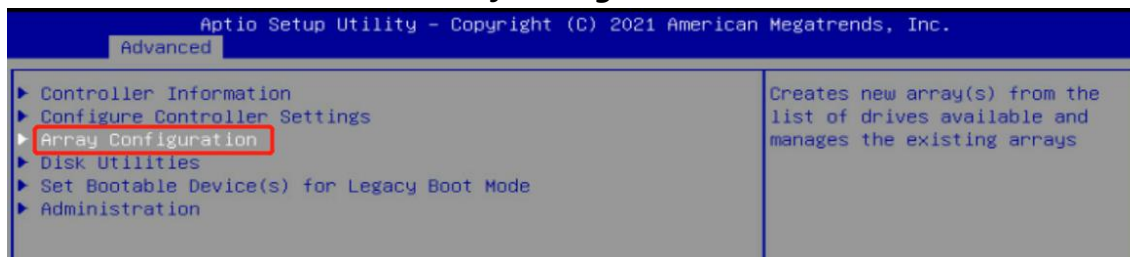 Aptio Setup Utility – Copyright (C) 2021 American Megatrends, Inc.
Advanced
Controller Information
Configure Controller Settings
Array Configuration
Disk Utilities
Set Bootable Device(s) for Legacy Boot Mode
Administration
Creates new array(s) from the
list of drives available and
manages the existing arrays